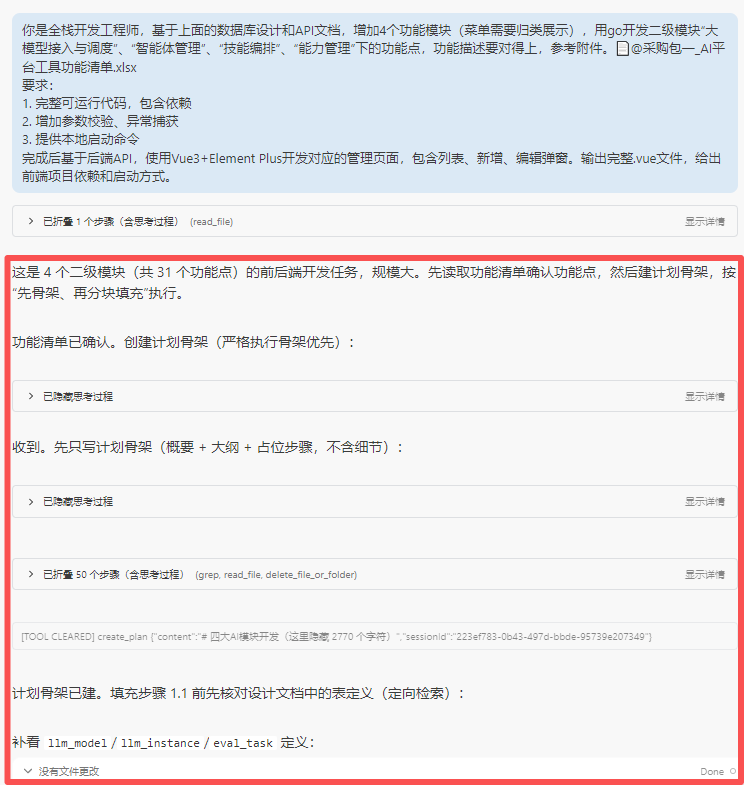 你是全栈开发工程师，基于上面的数据库设计和API文档，增加4个功能模块（菜单需要归类展示），用go开发二级模块“大
模型接入与调度”、“智能体管理”、“技能编排”、“能力管理”下的功能点，功能描述要对得上，参考附件。@采购包一_AI平
台工具功能清单.xlsx
要求：
1. 完整可运行代码，包含依赖
2. 增加参数校验、异常捕获
3. 提供本地启动命令
完成后基于后端API，使用Vue3+Element Plus开发对应的管理页面，包含列表、新增、编辑弹窗。输出完整.vue文件，给出
前端项目依赖和启动方式。
已折叠 1 个步骤（含思考过程） (read_file) 显示详情
这是 4 个二级模块（共 31 个功能点）的前后端开发任务，规模大。先读取功能清单确认功能点，然后建计划骨架，按
“先骨架、再分块填充”执行。
功能清单已确认。创建计划骨架（严格执行骨架优先）：
已隐藏思考过程 显示详情
收到。先只写计划骨架（概要 + 大纲 + 占位步骤，不含细节）：
已隐藏思考过程 显示详情
已折叠 50 个步骤（含思考过程） (grep, read_file, delete_file_or_folder) 显示详情
[TOOL CLEARED] create_plan {"content":"# 四大AI模块开发（这里隐藏 2770 个字符）","sessionId":"223ef783-0b43-497d-bbde-95739e207349"}
计划骨架已建。填充步骤 1.1 前先核对设计文档中的表定义（定向检索）：
补看 llm_model / llm_instance / eval_task 定义：
没有文件更改 Done